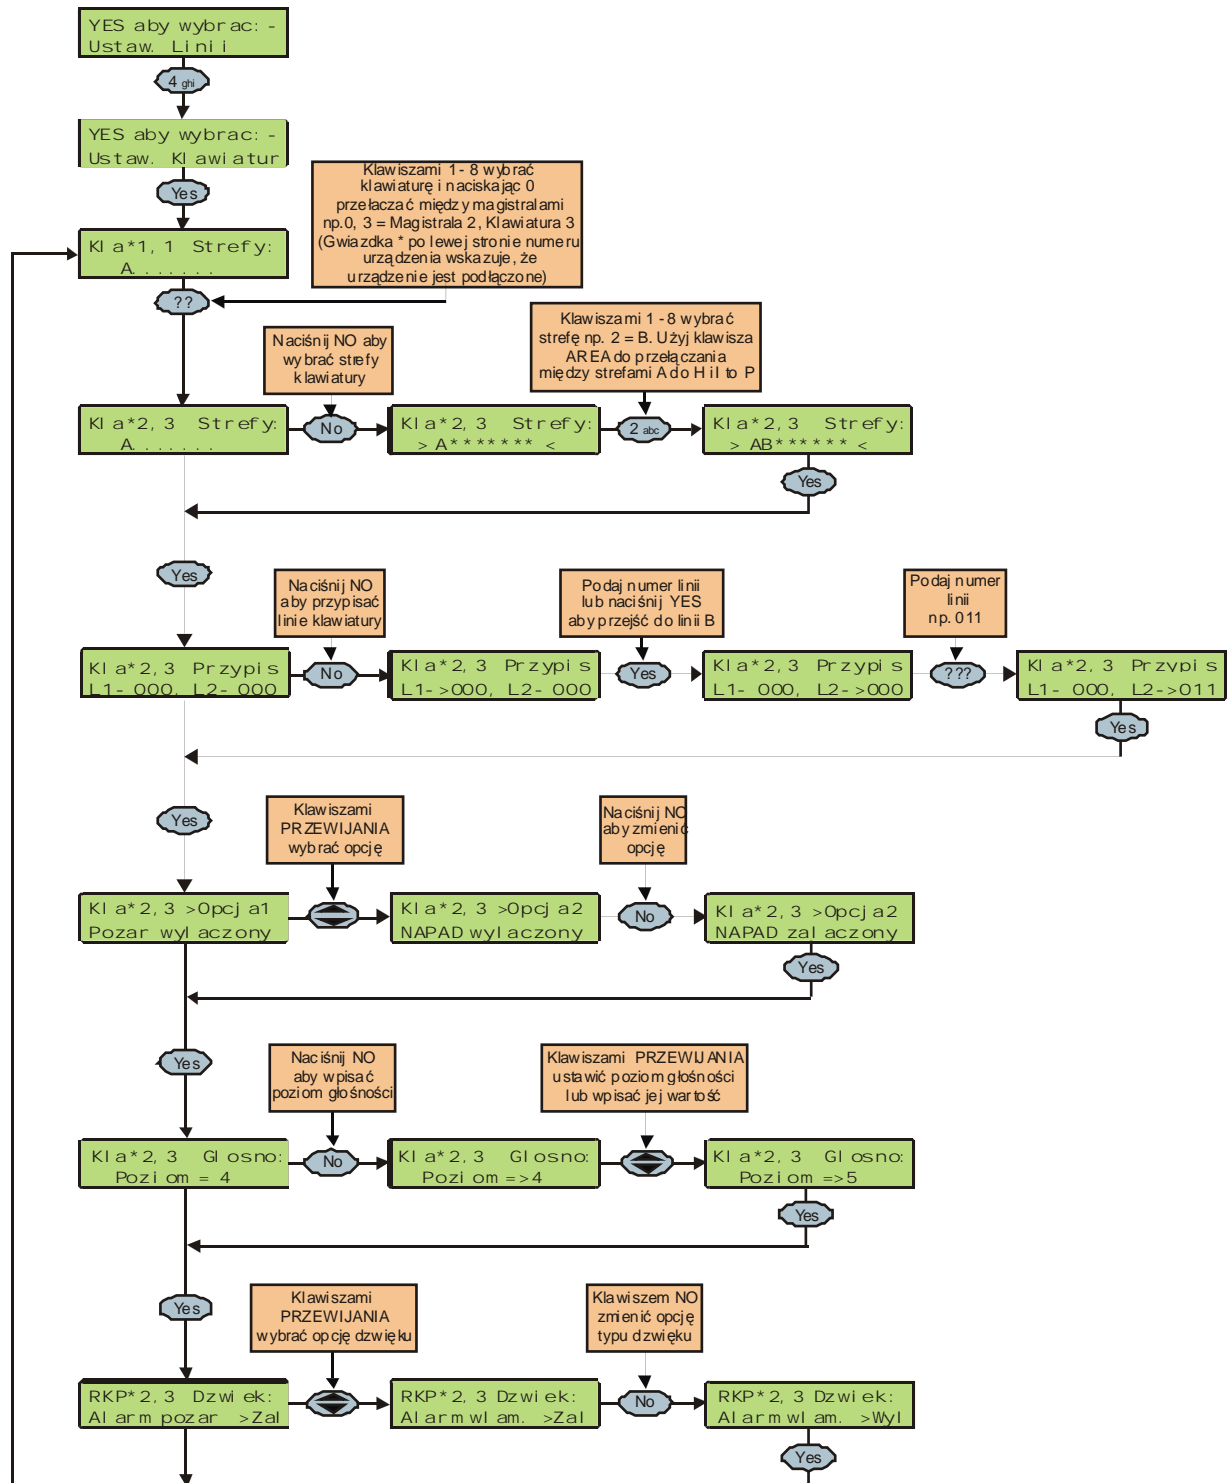 YES aby wybrac: -
Ustaw. Linii
4 ghi
YES aby wybrac: -
Ustaw. Klawiatur
Yes
Klawiszami 1 - 8 wybrać
klawiaturę i naciskając 0
przełaczać między magistralami
np.0, 3 = Magistrala 2, Klawiatura 3
(Gwiazdka * po lewej stronie numeru
urządzenia wskazuje, że
urządzenie jest podłączone)
Kla*1, 1 Strefy:
A.......
??
Naciśnij NO aby
wybrać strefy
klawiatury
Klawiszami 1 - 8 wybrać
strefę np. 2 = B. Użyj klawisza
AREA do przełączania
między strefami A do H i I to P
Kla*2, 3 Strefy:
A.......
No
Kla*2, 3 Strefy:
> A******* <
2 abc
Kla*2, 3 Strefy:
> AB****** <
Yes
Yes
Naciśnij NO
aby przypisać
linie klawiatury
Podaj numer linii
lub naciśnij YES
aby przejść do linii B
Podaj numer
linii
np. 011
Kla*2, 3 Przypis
L1- 000, L2- 000
No
Kla*2, 3 Przypis
L1->000, L2- 000
Yes
Kla*2, 3 Przypis
L1- 000, L2->000
???
Kla*2, 3 Przypis
L1- 000, L2->011
Yes
Yes
Klawiszami
PRZEWIJANIA
wybrać opcję
Naciśnij NO
aby zmienić
opcję
Kla*2, 3 >Opcja1
Pozar wylaczony
Kla*2, 3 >Opcja2
NAPAD wylaczony
No
Kla*2, 3 >Opcja2
NAPAD zalaczony
Yes
Yes
Naciśnij NO
aby wpisać
poziom głośności
Klawiszami PRZEWIJANIA
ustawić poziom głośności
lub wpisać jej wartość
Kla*2, 3 Glosno:
Poziom = 4
No
Kla*2, 3 Glosno:
Poziom =>4
Kla*2, 3 Glosno:
Poziom =>5
Yes
Yes
Klawiszami
PRZEWIJANIA
wybrać opcję dzwięku
Klawiszem NO
zmienić opcję
typu dzwięku
RKP*2, 3 Dzwiek:
Alarm pozar >Zal
RKP*2, 3 Dzwiek:
Alarm wlam. >Zal
No
RKP*2, 3 Dzwiek:
Alarm wlam. >Wyl
Yes